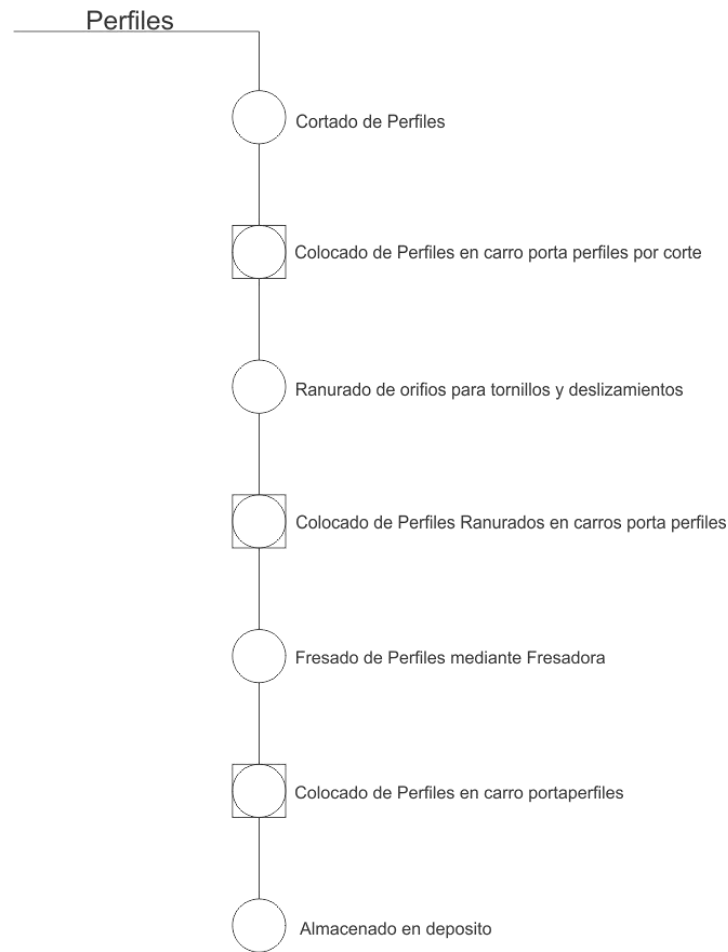 Perfiles
Cortado de Perfiles
Colocado de Perfiles en carro porta perfiles por corte
Ranurado de orifios para tornillos y deslizamientos
Colocado de Perfiles Ranurados en carros porta perfiles
Fresado de Perfiles mediante Fresadora
Colocado de Perfiles en carro portaperfiles
Almacenado en deposito